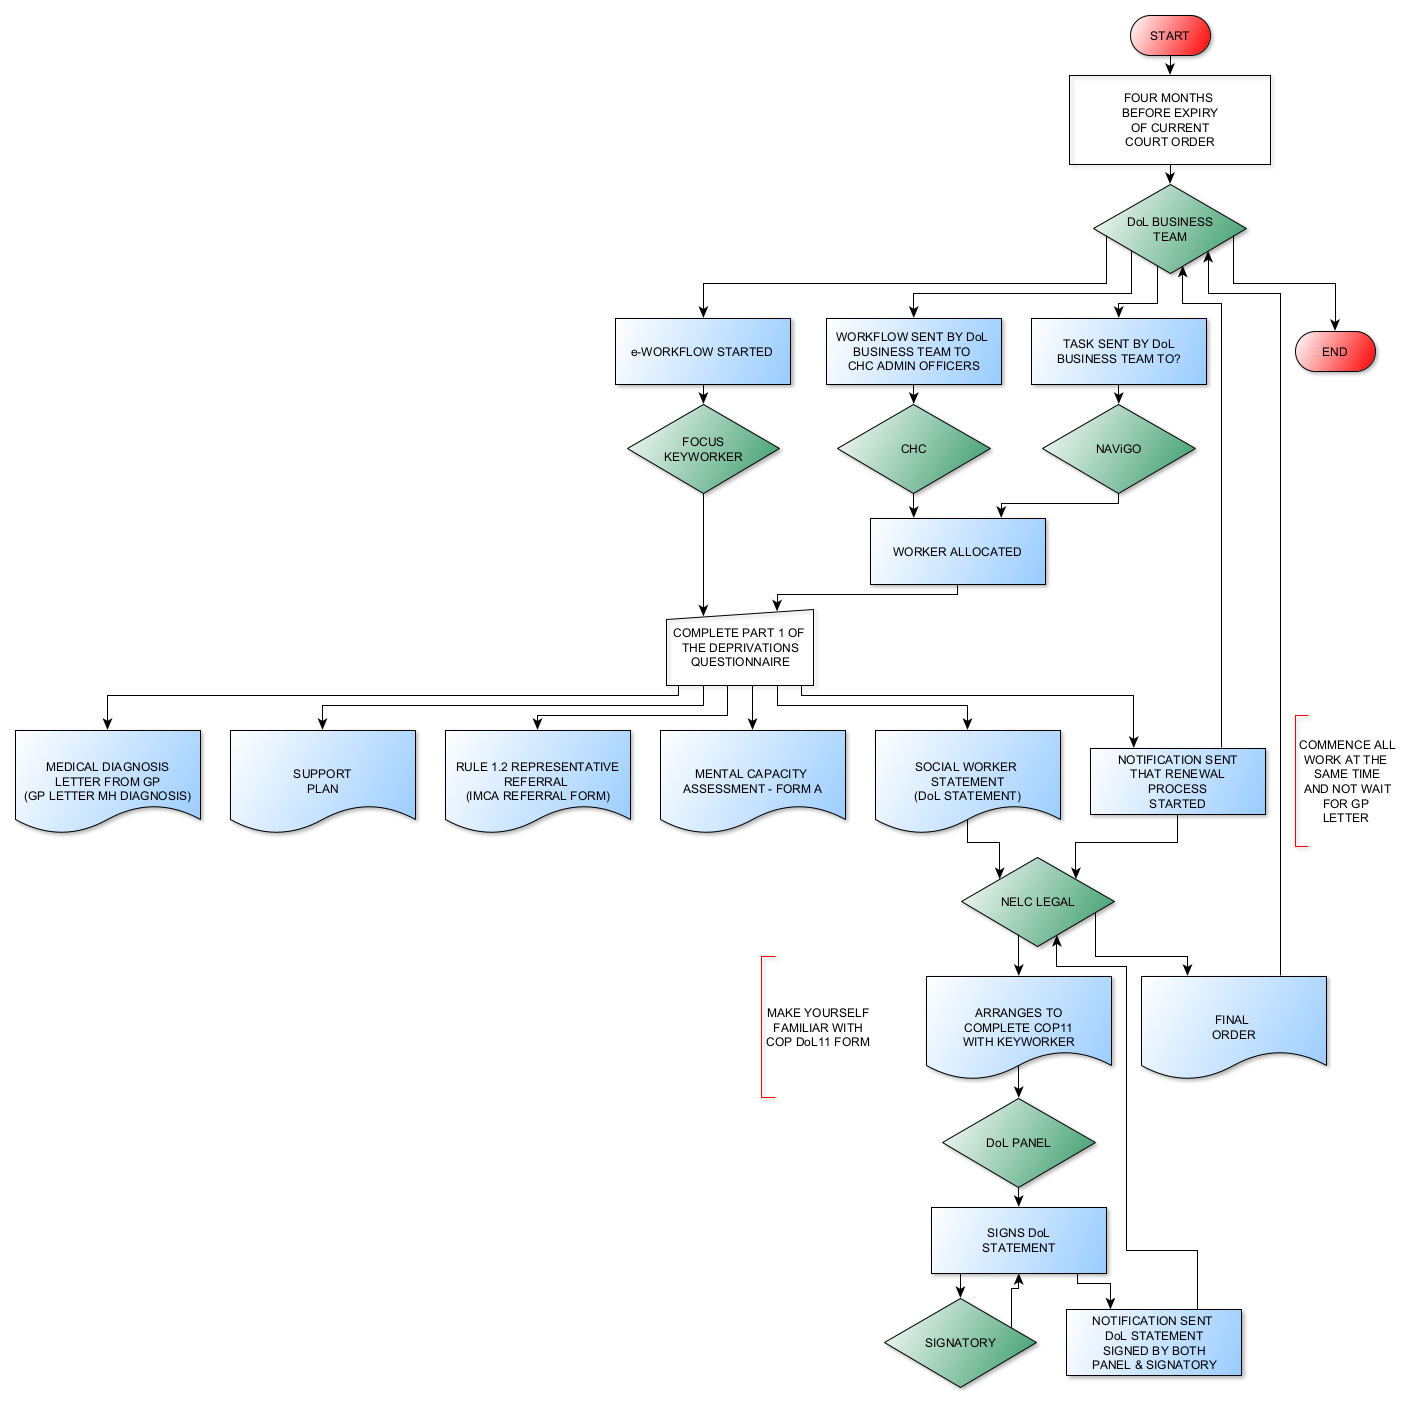 START
FOUR MONTHS
BEFORE EXPIRY
OF CURRENT
COURT ORDER
DoL BUSINESS
TEAM
e-WORKFLOW STARTED
WORKFLOW SENT BY DoL
BUSINESS TEAM TO
CHC ADMIN OFFICERS
TASK SENT BY DoL
BUSINESS TEAM TO?
END
FOCUS
KEYWORKER
CHC
NAViGO
WORKER ALLOCATED
COMPLETE PART 1 OF
THE DEPRIVATIONS
QUESTIONNAIRE
MEDICAL DIAGNOSIS
LETTER FROM GP
(GP LETTER MH DIAGNOSIS)
SUPPORT
PLAN
RULE 1.2 REPRESENTATIVE
REFERRAL
(IMCA REFERRAL FORM)
MENTAL CAPACITY
ASSESSMENT - FORM A
SOCIAL WORKER
STATEMENT
(DoL STATEMENT)
NOTIFICATION SENT
THAT RENEWAL
PROCESS
STARTED
COMMENCE ALL
WORK AT THE
SAME TIME
AND NOT WAIT
FOR GP
LETTER
NELC LEGAL
MAKE YOURSELF
FAMILIAR WITH
COP DoL11 FORM
ARRANGES TO
COMPLETE COP11
WITH KEYWORKER
FINAL
ORDER
DoL PANEL
SIGNS DoL
STATEMENT
SIGNATORY
NOTIFICATION SENT
DoL STATEMENT
SIGNED BY BOTH
PANEL & SIGNATORY